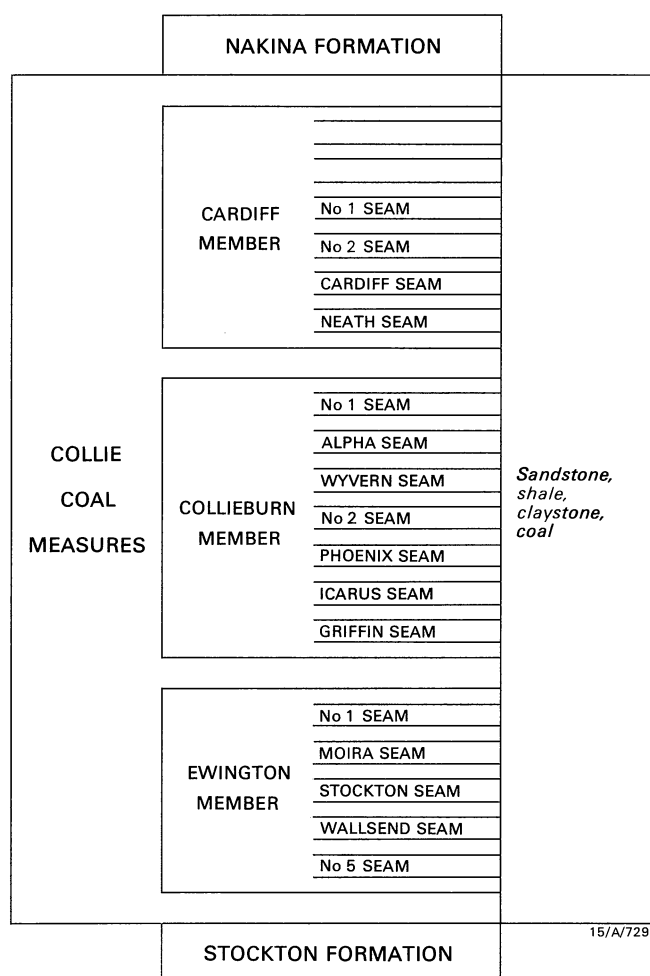 NAKINA FORMATION
CARDIFF
MEMBER
No 1 SEAM
No 2 SEAM
CARDIFF SEAM
NEATH SEAM
COLLIE
COAL
MEASURES
COLLIEBURN
MEMBER
No 1 SEAM
ALPHA SEAM
WYVERN SEAM
No 2 SEAM
PHOENIX SEAM
ICARUS SEAM
GRIFFIN SEAM
Sandstone,
shale,
claystone,
coal
EWINGTON
MEMBER
No 1 SEAM
MOIRA SEAM
STOCKTON SEAM
WALLSEND SEAM
No 5 SEAM
15/A/729
STOCKTON FORMATION